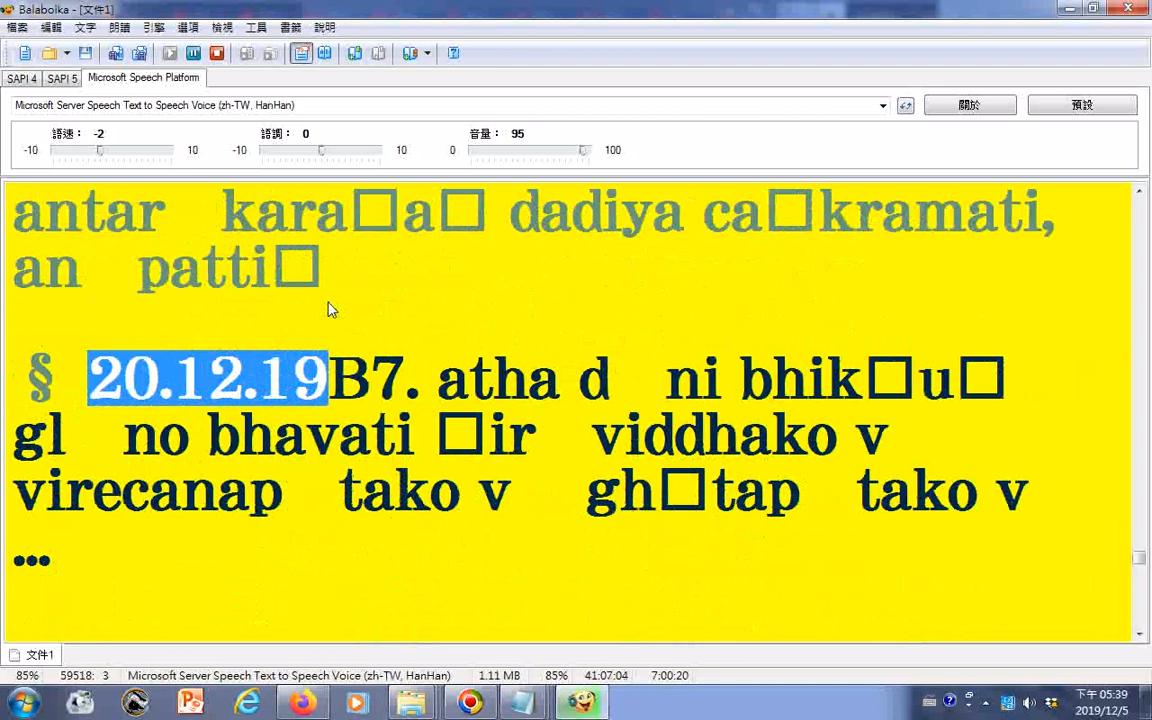 Balabolka - [文件1]
檔案 編輯 文字 朗讀 引擎 選項 檢視 工具 書籤 說明
SAPI 4 SAPI 5 Microsoft Speech Platform
Microsoft Server Speech Text to Speech Voice (zh-TW, HanHan) 關於 預設
語速： -2 語調： 0 音量： 95
-10 10 -10 10 0 100
antar kara□a□ dadiya ca□kramati,
an patti□
§ 20.12.19B7. atha d ni bhik□u□
gl no bhavati □ir viddhako v
virecanap tako v gh□tap tako v
...
文件1
85% 59518: 3 Microsoft Server Speech Text to Speech Voice (zh-TW, HanHan) 1.11 MB 85% 41:07:04 7:00:20
下午 05:39
2019/12/5